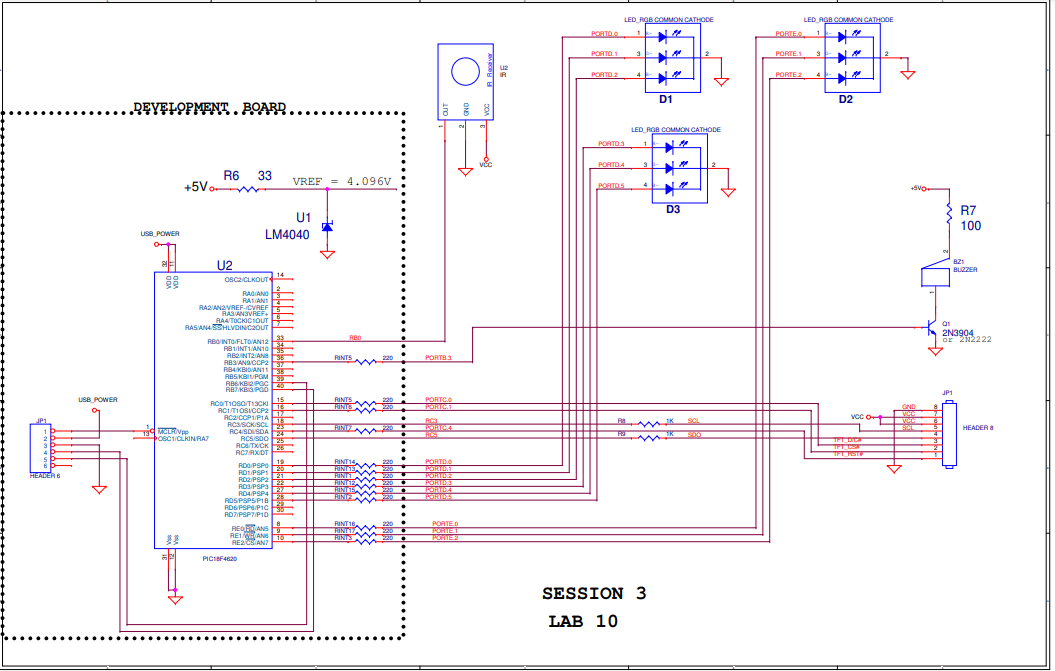 LED_RGB COMMON CATHODE
PORTD.0 1
PORTD.1 3 2
PORTD.2 4
D1
LED_RGB COMMON CATHODE
PORTE.0 1
PORTE.1 3 2
PORTE.2 4
D2
U2
IR
IR Receiver
OUT
GND
VCC
1
2
3
VCC
LED_RGB COMMON CATHODE
PORTD.3 1
PORTD.4 3 2
PORTD.5 4
D3
DEVELOPMENT BOARD
+5V R6 33 VREF = 4.096V
U1
LM4040
USB_POWER
32
11
VDD
VDD
U2
OSC2/CLKOUT 14
RA0/AN0 2
RA1/AN1 3
RA2/AN2/VREF-/CVREF 4
RA3/AN3/VREF+ 5
RA4/T0CKI/C1OUT 6
RA5/AN4/SS/HLVDIN/C2OUT 7
RB0/INT0/FLT0/AN12 33 RB0
RB1/INT1/AN10 34
RB2/INT2/AN8 35
RB3/AN9/CCP2 36 RINT5 220 PORTB.3
RB4/KBI0/AN11 37
RB5/KBI1/PGM 38
RB6/KBI2/PGC 39
RB7/KBI3/PGD 40
RC0/T1OSO/T13CKI 15 RINT5 220 PORTC.0
RC1/T1OSI/CCP2 16 RINT6 220 PORTC.1
RC2/CCP1/P1A 17
RC3/SCK/SCL 18 RC3 R8 1K SCL
RC4/SDI/SDA 23 RINT7 220 PORTC.4
RC5/SDO 24 RC5 R9 1K SDO
RC6/TX/CK 25
RC7/RX/DT 26
RD0/PSP0 19 RINT14 220 PORTD.0
RD1/PSP1 20 RINT13 220 PORTD.1
RD2/PSP2 21 RINT1 220 PORTD.2
RD3/PSP3 22 RINT12 220 PORTD.3
RD4/PSP4 27 RINT15 220 PORTD.4
RD5/PSP5/P1B 28 RINT2 220 PORTD.5
RD6/PSP6/P1C 29
RD7/PSP7/P1D 30
RE0/RD/AN5 8 RINT16 220 PORTE.0
RE1/WR/AN6 9 RINT17 220 PORTE.1
RE2/CS/AN7 10 RINT3 220 PORTE.2
1 MCLR/Vpp
13 OSC1/CLKIN/RA7
Vss
Vss
31
12
PIC18F4620
USB_POWER
JP1
1
2
3
4
5
6
HEADER 6
+5V
R7
100
2
BZ1
BUZZER
1
Q1
2N3904
or 2N2222
JP1
VCC
GND 8
VCC 7
VCC 6
SCL 5
4
TFT_D/C# 3
TFT_CS# 2
TFT_RST# 1
HEADER 8
SESSION 3
LAB 10